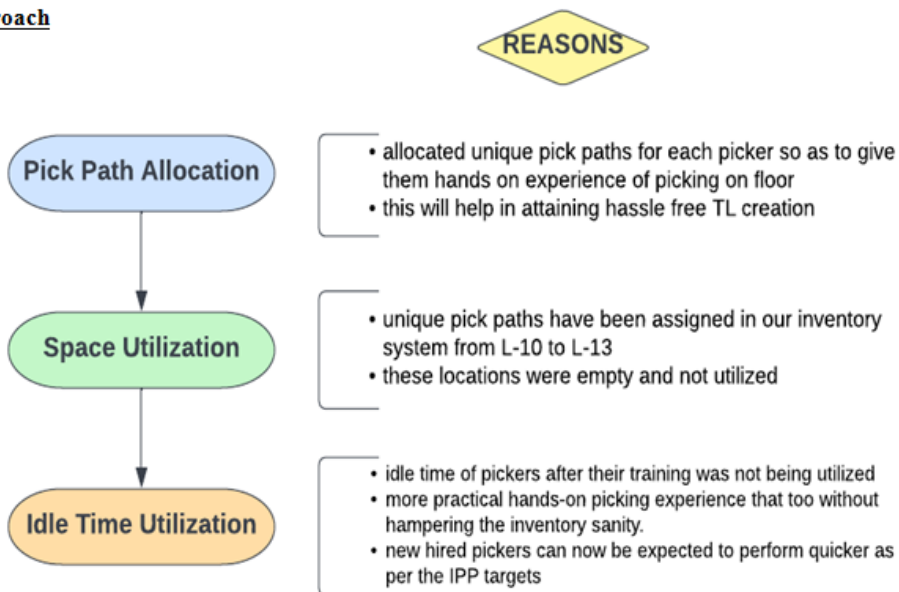 roach
REASONS
Pick Path Allocation
• allocated unique pick paths for each picker so as to give
them hands on experience of picking on floor
• this will help in attaining hassle free TL creation
Space Utilization
• unique pick paths have been assigned in our inventory
system from L-10 to L-13
• these locations were empty and not utilized
Idle Time Utilization
• idle time of pickers after their training was not being utilized
• more practical hands-on picking experience that too without
hampering the inventory sanity.
• new hired pickers can now be expected to perform quicker as
per the IPP targets